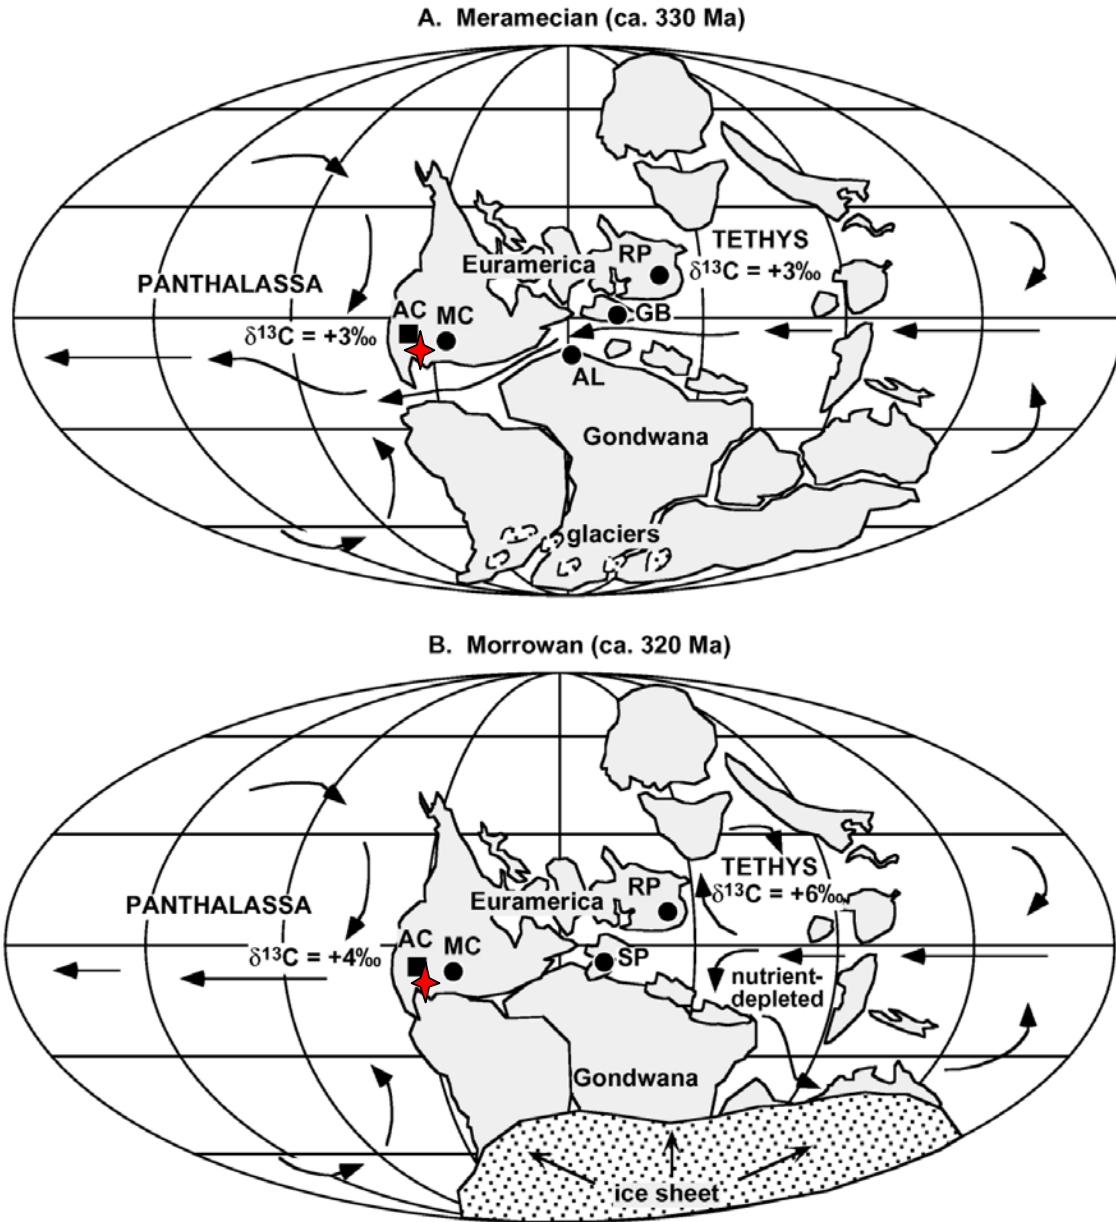 A. Meramecian (ca. 330 Ma)
RP
TETHYS
δ¹³C = +3‰
Euramerica
PANTHALASSA
AC
MC
GB
δ¹³C = +3‰
AL
Gondwana
glaciers
B. Morrowan (ca. 320 Ma)
TETHYS
δ¹³C = +6‰
RP
Euramerica
PANTHALASSA
AC
MC
SP
δ¹³C = +4‰
nutrient-
depleted
Gondwana
ice sheet